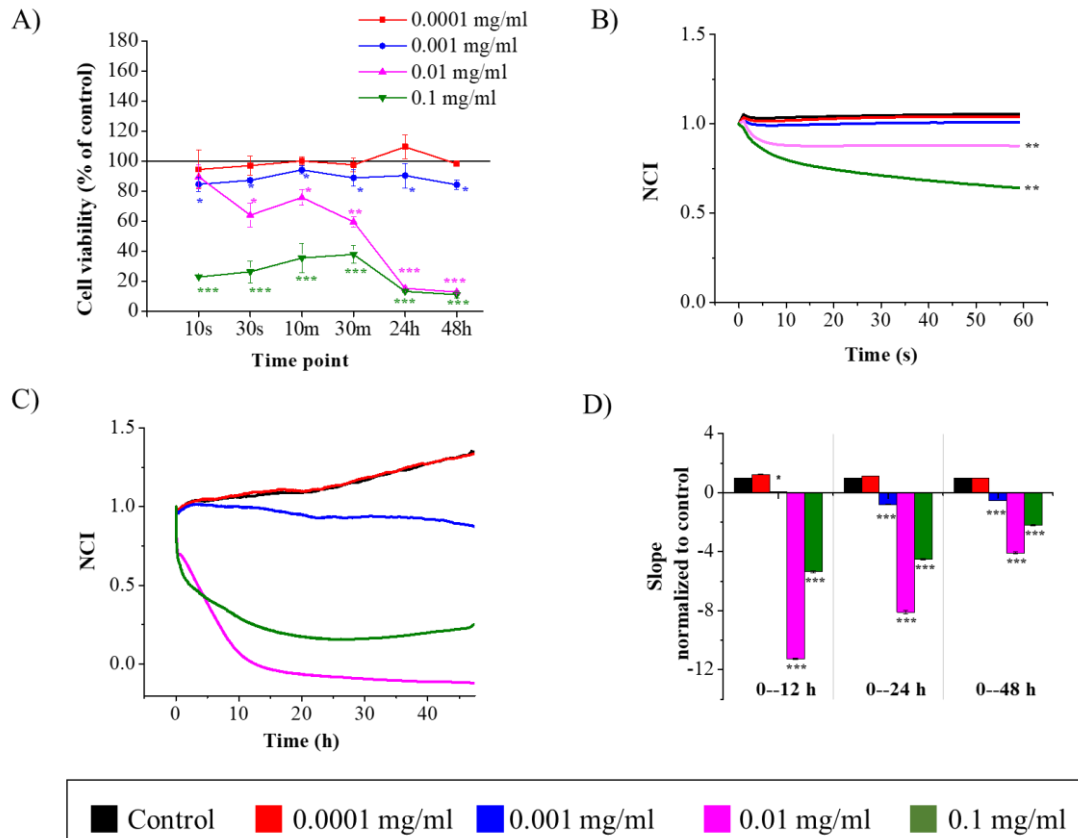 A)
0.0001 mg/ml
0.001 mg/ml
0.01 mg/ml
0.1 mg/ml
180
160
140
120
100
80
60
40
20
0
Cell viability (% of control)
*
*
*
*
*
*
*
*
**
***
***
***
***
***
***
***
***
10s
30s
10m
30m
24h
48h
Time point
B)
1.5
1.0
0.5
0.0
NCI
**
**
0
10
20
30
40
50
60
Time (s)
C)
1.5
1.0
0.5
0.0
NCI
0
10
20
30
40
Time (h)
D)
4
0
-4
-8
-12
Slope
normalized to control
*
***
***
***
***
***
***
***
***
0--12 h
0--24 h
0--48 h
Control
0.0001 mg/ml
0.001 mg/ml
0.01 mg/ml
0.1 mg/ml